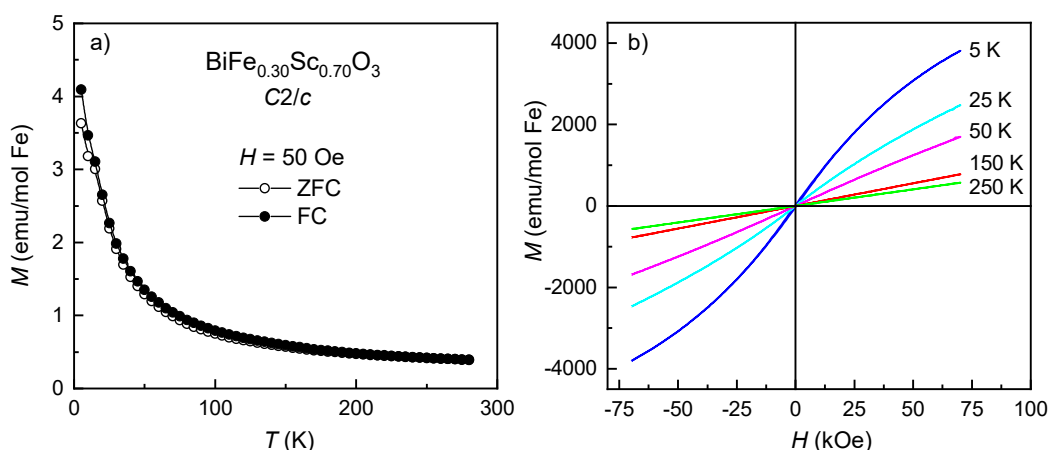 a)
BiFe0.30Sc0.70O3
C2/c
H = 50 Oe
ZFC
FC
M (emu/mol Fe)
5
4
3
2
1
0
0 100 200 300
T (K)
b)
M (emu/mol Fe)
4000
2000
0
-2000
-4000
5 K
25 K
50 K
150 K
250 K
-75 -50 -25 0 25 50 75 100
H (kOe)